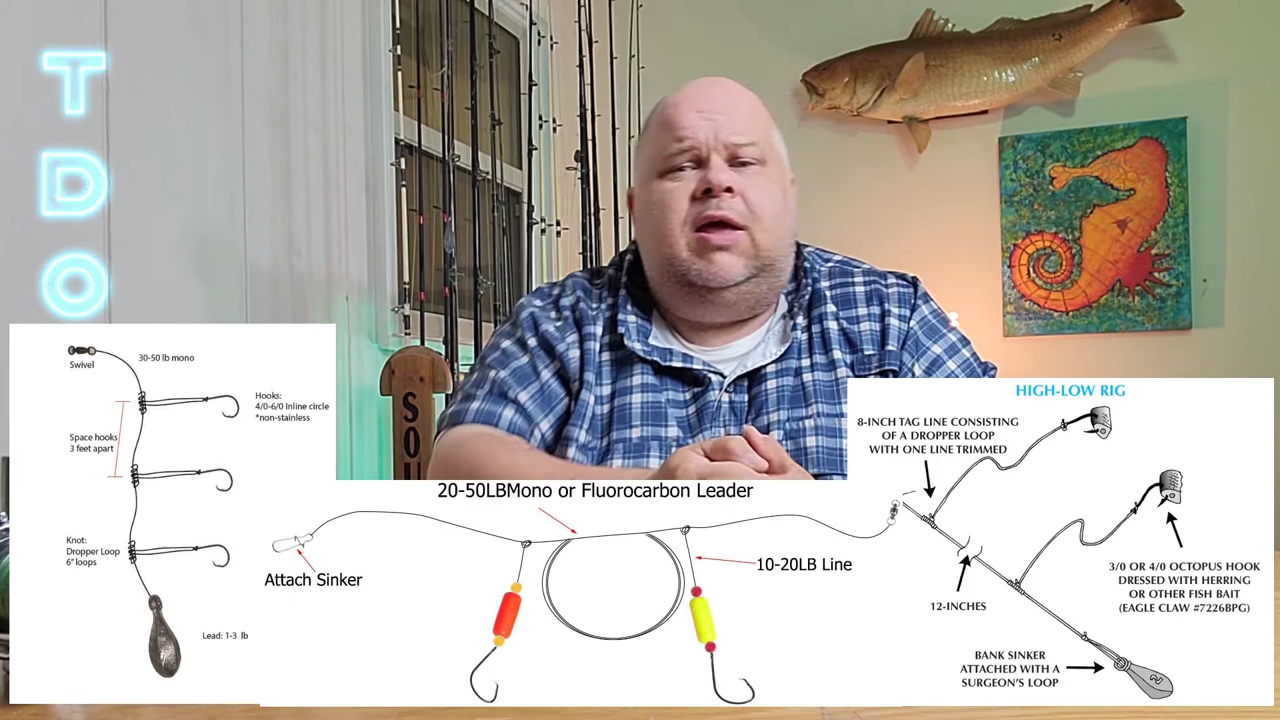 T
D
O
SOU
Swivel
30-50 lb mono
Hooks:
4/0-6/0 Inline circle
*non-stainless
Space hooks
3 feet apart
Knot:
Dropper Loop
6" loops
Lead: 1-3 lb
20-50LBMono or Fluorocarbon Leader
Attach Sinker
10-20LB Line
HIGH-LOW RIG
8-INCH TAG LINE CONSISTING
OF A DROPPER LOOP
WITH ONE LINE TRIMMED
12-INCHES
3/0 OR 4/0 OCTOPUS HOOK
DRESSED WITH HERRING
OR OTHER FISH BAIT
(EAGLE CLAW #7226BPG)
BANK SINKER
ATTACHED WITH A
SURGEON'S LOOP